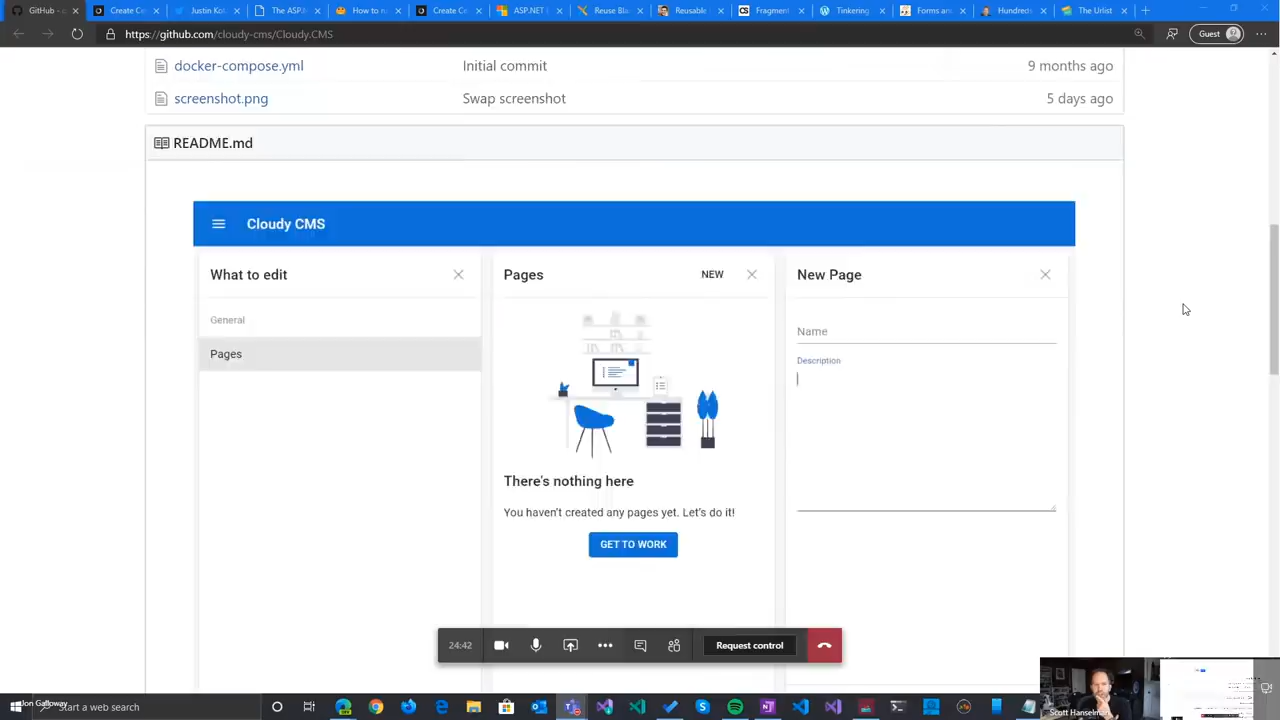 GitHub - c
Create Ce
Justin Kot
The ASP.
How to n
Create Ce
ASP.NET |
Reuse Bla
Reusable
Fragment
Tinkering
Forms an
Hundreds
The Urlist
https://github.com/cloudy-cms/Cloudy.CMS
Guest
docker-compose.yml Initial commit 9 months ago
screenshot.png Swap screenshot 5 days ago
README.md
Cloudy CMS
What to edit
General
Pages
Pages NEW
There's nothing here
You haven't created any pages yet. Let's do it!
GET TO WORK
New Page
Name
Description
24:42 Request control
Jon Galloway
Start a web search
Scott Hanselman